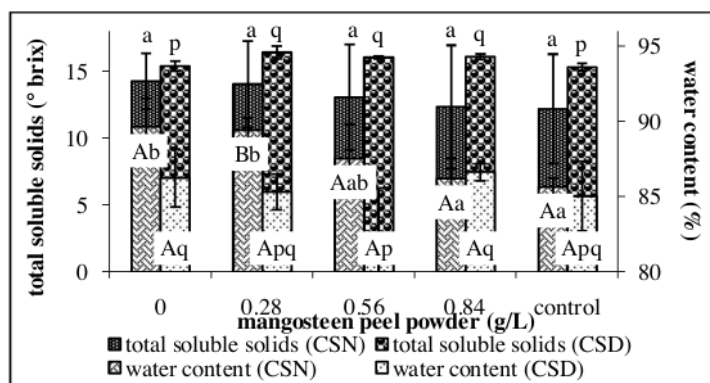 a p a q a q a q a p
15
10
5
0
95
90
85
80
total soluble solids (° brix)
water content (%)
Ab Bb Aab Aa Aa
Aq Apq Ap Aq Apq
0 0.28 0.56 0.84 control
mangosteen peel powder (g/L)
total soluble solids (CSN) total soluble solids (CSD)
water content (CSN) water content (CSD)